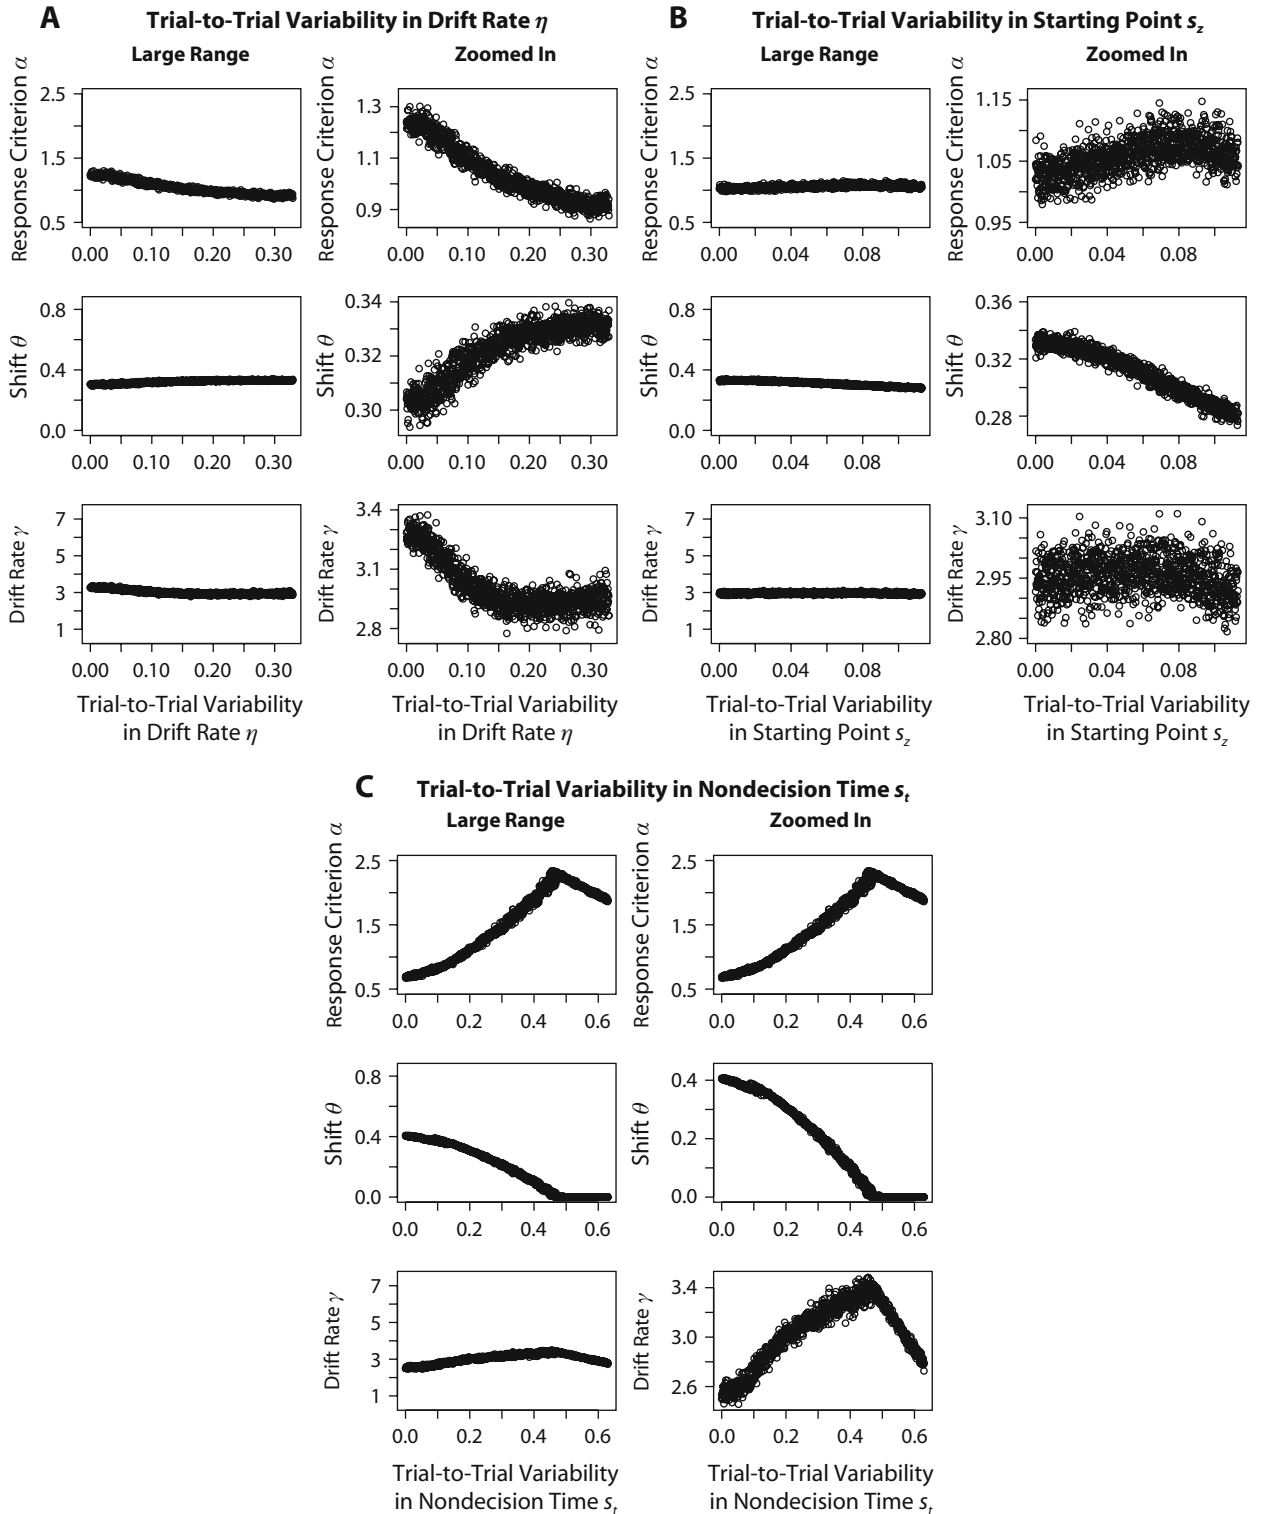 A Trial-to-Trial Variability in Drift Rate η
Large Range
Zoomed In
Response Criterion α
2.5
1.5
0.5
0.00 0.10 0.20 0.30
Response Criterion α
1.3
1.1
0.9
0.00 0.10 0.20 0.30
Shift θ
0.8
0.4
0.0
0.00 0.10 0.20 0.30
Shift θ
0.34
0.32
0.30
0.00 0.10 0.20 0.30
Drift Rate γ
7
5
3
1
0.00 0.10 0.20 0.30
Trial-to-Trial Variability
in Drift Rate η
Drift Rate γ
3.4
3.1
2.8
0.00 0.10 0.20 0.30
Trial-to-Trial Variability
in Drift Rate η
B Trial-to-Trial Variability in Starting Point sz
Large Range
Zoomed In
Response Criterion α
2.5
1.5
0.5
0.00 0.04 0.08
Response Criterion α
1.15
1.05
0.95
0.00 0.04 0.08
Shift θ
0.8
0.4
0.0
0.00 0.04 0.08
Shift θ
0.36
0.32
0.28
0.00 0.04 0.08
Drift Rate γ
7
5
3
1
0.00 0.04 0.08
Trial-to-Trial Variability
in Starting Point sz
Drift Rate γ
3.10
2.95
2.80
0.00 0.04 0.08
Trial-to-Trial Variability
in Starting Point sz
C Trial-to-Trial Variability in Nondecision Time st
Large Range
Zoomed In
Response Criterion α
2.5
1.5
0.5
0.0 0.2 0.4 0.6
Response Criterion α
2.5
1.5
0.5
0.0 0.2 0.4 0.6
Shift θ
0.8
0.4
0.0
0.0 0.2 0.4 0.6
Shift θ
0.4
0.2
0.0
0.0 0.2 0.4 0.6
Drift Rate γ
7
5
3
1
0.0 0.2 0.4 0.6
Trial-to-Trial Variability
in Nondecision Time st
Drift Rate γ
3.4
3.0
2.6
0.0 0.2 0.4 0.6
Trial-to-Trial Variability
in Nondecision Time st